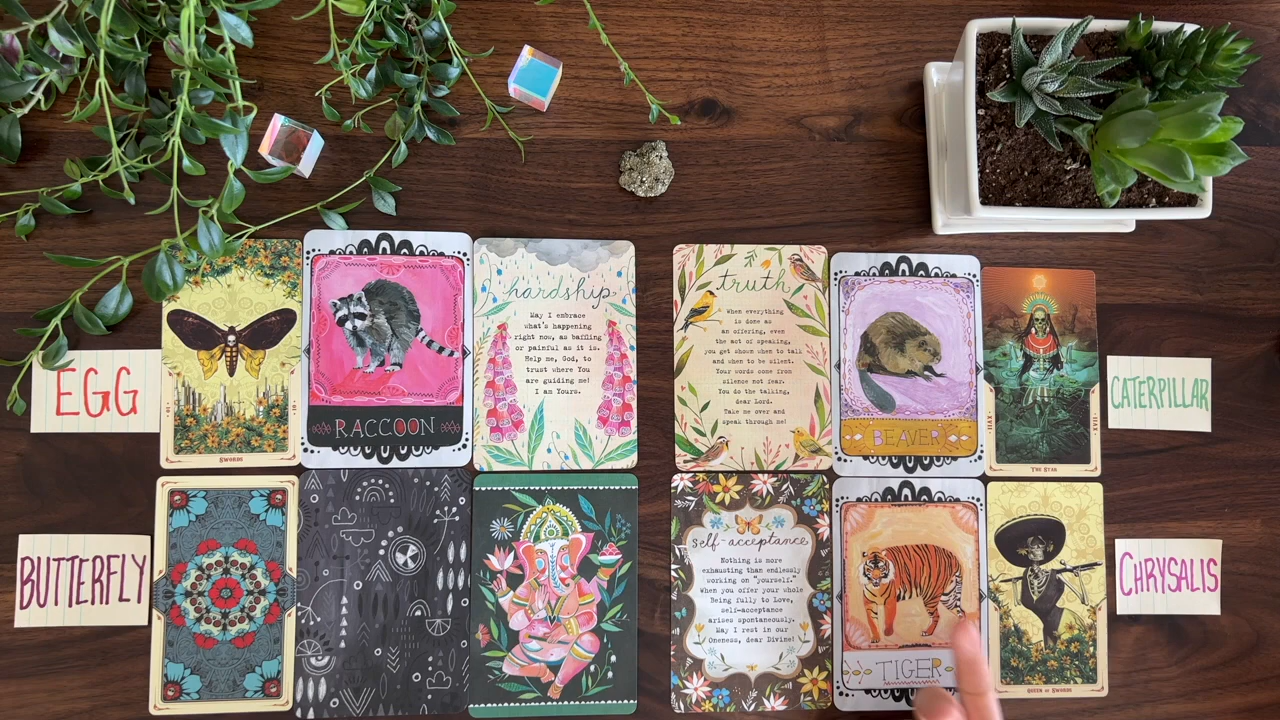 EGG
10
10
SWORDS
RACCOON
hardship
May I embrace
what's happening
right now, as baffling
or painful as it is.
Help me, God, to
trust where You
are guiding me!
I am Yours.
truth
When everything
is done as
an offering, even
the act of speaking,
you get shown when to talk
and when to be silent.
Your words come from
silence not fear.
You do the talking,
dear Lord.
Take me over and
speak through me!
BEAVER
XVII
XVII
THE STAR
CATERPILLAR
BUTTERFLY
self-acceptance
Nothing is more
exhausting than endlessly
working on "yourself."
When you offer your whole
Being fully to Love,
self-acceptance
arises spontaneously.
May I rest in our
Oneness, dear Divine!
TIGER
QUEEN OF SWORDS
CHRYSALIS